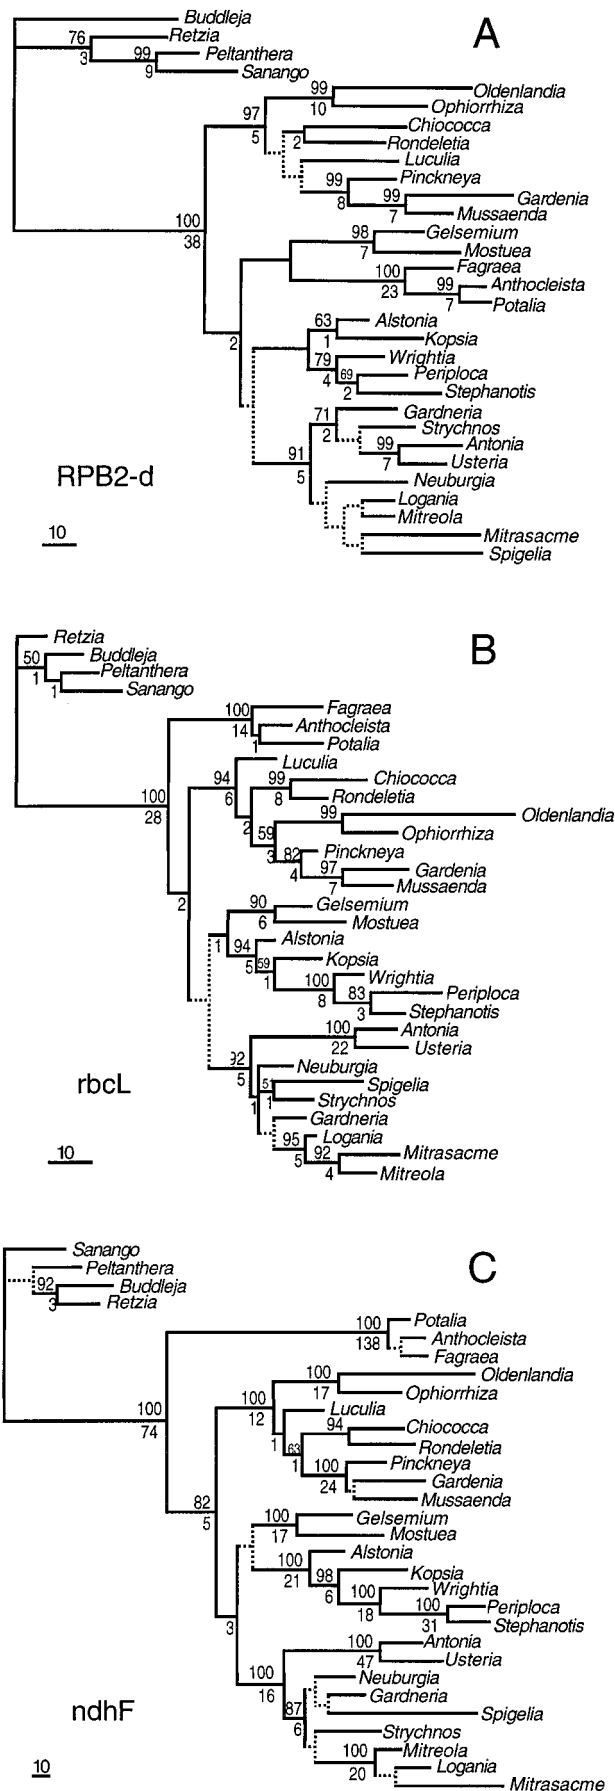 Buddleja
A
76
Retzia
3
99
Peltanthera
9
Sanango
99
Oldenlandia
97
10
Ophiorrhiza
5
Chiococca
2
Rondeletia
Luculia
99
Pinckneya
8
99
Gardenia
7
Mussaenda
100
38
98
Gelsemium
7
Mostuea
100
Fagraea
23
99
Anthocleista
7
Potalia
2
63
Alstonia
1
Kopsia
79
Wrightia
4
69
Periploca
2
Stephanotis
71
Gardneria
2
Strychnos
99
Antonia
91
7
Usteria
5
RPB2-d
Neuburgia
Logania
Mitreola
10
Mitrasacme
Spigelia
Retzia
B
50
Buddleja
1
Peltanthera
1
Sanango
100
Fagraea
14
Anthocleista
1
Potalia
94
Luculia
6
99
Chiococca
8
Rondeletia
100
28
2
99
Oldenlandia
59
Ophiorrhiza
3
82
Pinckneya
4
97
Gardenia
7
Mussaenda
2
90
Gelsemium
6
Mostuea
1
94
Alstonia
5
59
Kopsia
1
100
Wrightia
8
83
Periploca
3
Stephanotis
100
Antonia
22
Usteria
92
5
Neuburgia
rbcL
51
Spigelia
1
1
Strychnos
Gardneria
95
Logania
10
5
92
Mitrasacme
4
Mitreola
Sanango
C
Peltanthera
92
Buddleja
3
Retzia
100
Potalia
138
Anthocleista
Fagraea
100
Oldenlandia
17
Ophiorrhiza
100
12
Luculia
100
74
1
94
Chiococca
63
Rondeletia
1
100
Pinckneya
24
Gardenia
Mussaenda
82
5
100
Gelsemium
17
Mostuea
100
Alstonia
21
98
Kopsia
6
100
Wrightia
18
100
Periploca
31
Stephanotis
3
100
Antonia
47
Usteria
100
16
Neuburgia
87
Gardneria
6
Spigelia
ndhF
Strychnos
100
Mitreola
20
Logania
10
Mitrasacme